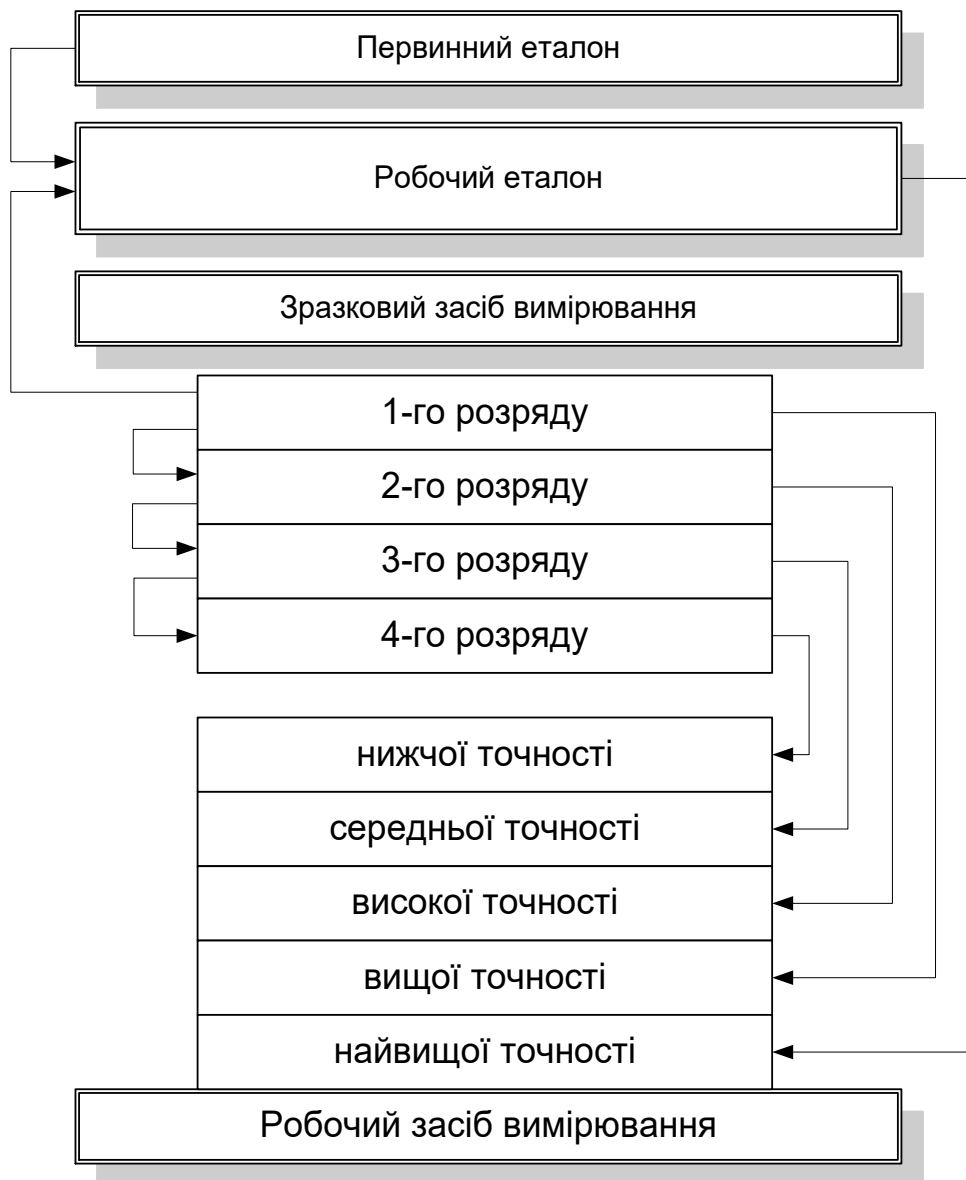 Первинний еталон
Робочий еталон
Зразковий засіб вимірювання
1-го розряду
2-го розряду
3-го розряду
4-го розряду
нижчої точності
середньої точності
високої точності
вищої точності
найвищої точності
Робочий засіб вимірювання